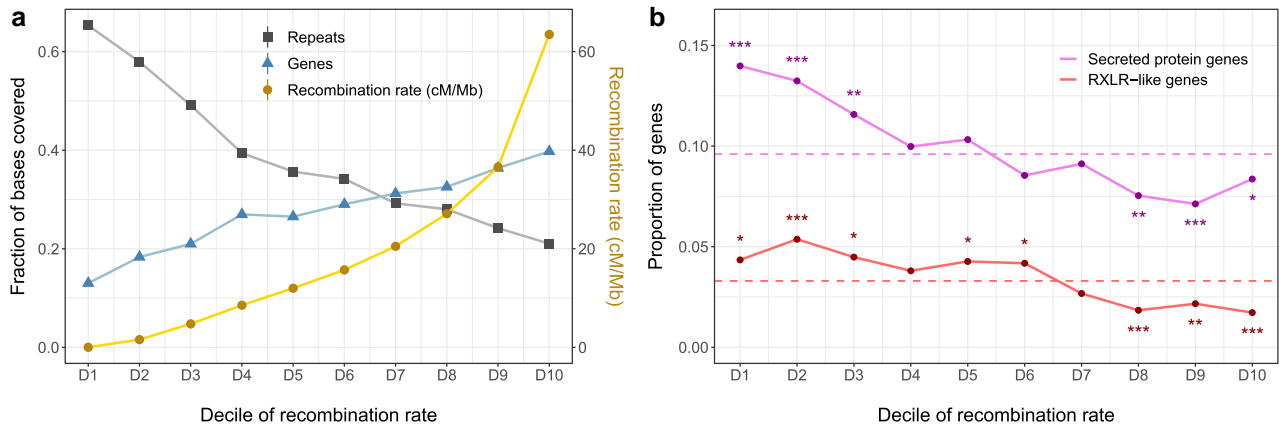 a
Repeats
Genes
Recombination rate (cM/Mb)
Fraction of bases covered
0.6
0.4
0.2
0.0
60
40
20
0
Recombination rate (cM/Mb)
D1 D2 D3 D4 D5 D6 D7 D8 D9 D10
Decile of recombination rate
b
Secreted protein genes
RXLR−like genes
Proportion of genes
0.15
0.10
0.05
0.00
*** *** **
** *** *
* *** * * *
*** ** ***
D1 D2 D3 D4 D5 D6 D7 D8 D9 D10
Decile of recombination rate